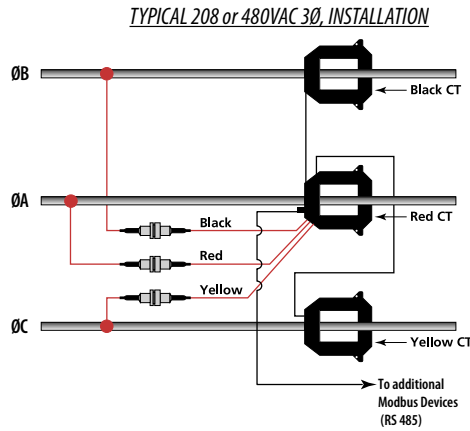 TYPICAL 208 or 480VAC 3Ø, INSTALLATION
ØB
Black CT
ØA
Black
Red CT
Red
Yellow
ØC
Yellow CT
To additional
Modbus Devices
(RS 485)